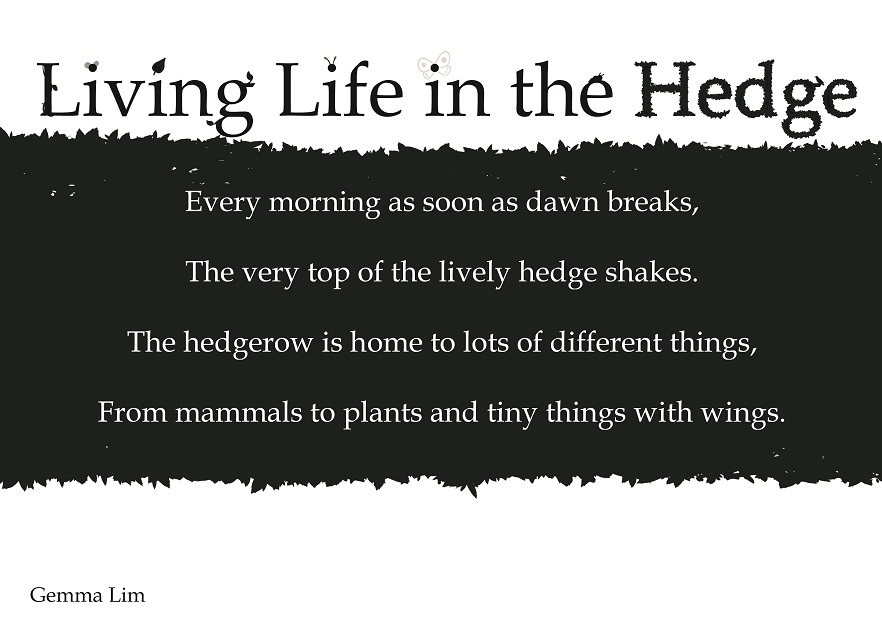 Living Life in the Hedge
Every morning as soon as dawn breaks,
The very top of the lively hedge shakes.
The hedgerow is home to lots of different things,
From mammals to plants and tiny things with wings.
Gemma Lim